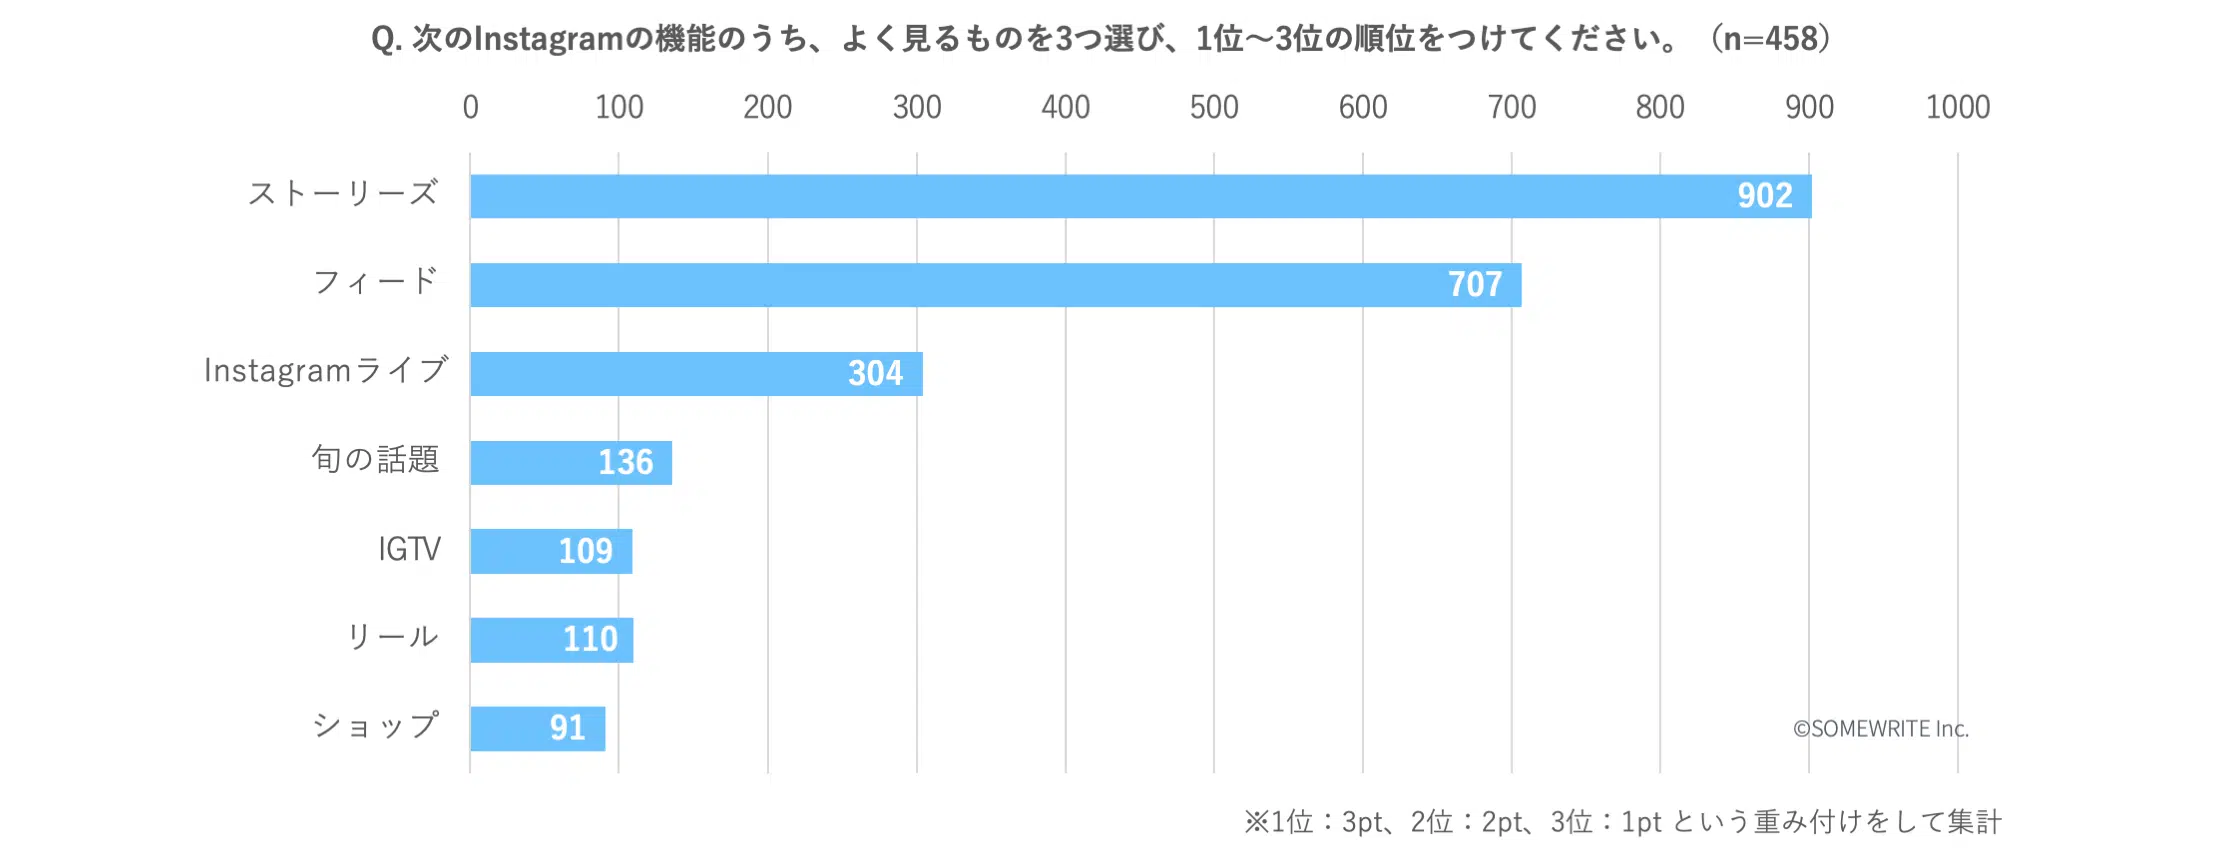 Q. 次のInstagramの機能のうち、よく見るものを3つ選び、1位〜3位の順位をつけてください。（n=458）
0 100 200 300 400 500 600 700 800 900 1000
ストーリーズ 902
フィード 707
Instagramライブ 304
旬の話題 136
IGTV 109
リール 110
ショップ 91
©SOMEWRITE Inc.
※1位：3pt、2位：2pt、3位：1pt という重み付けをして集計